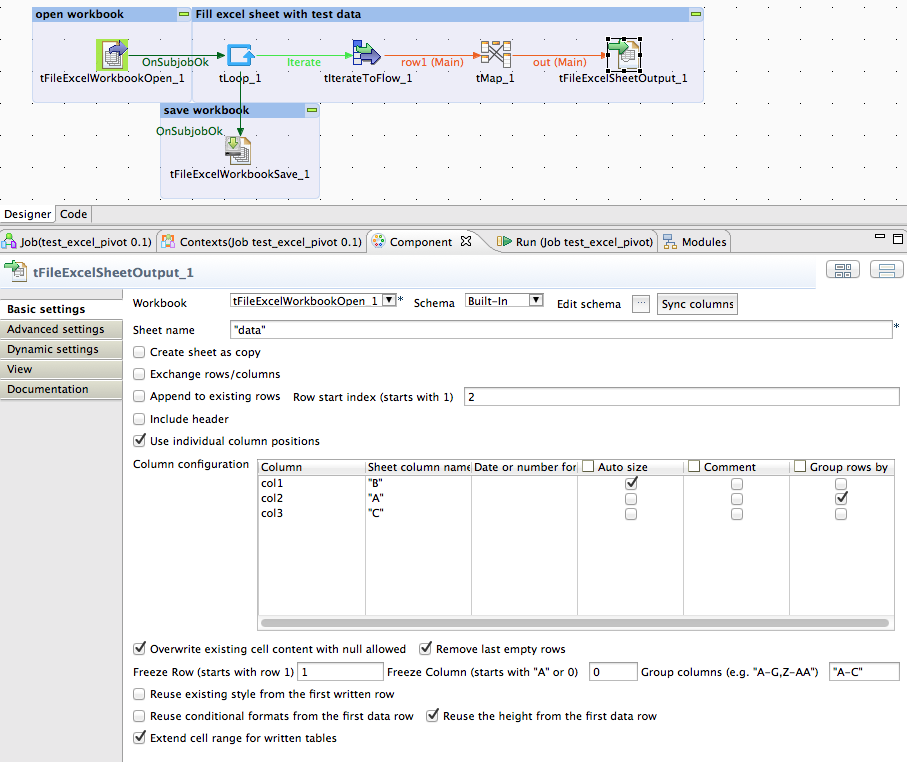 open workbook
Fill excel sheet with test data
OnSubjobOk
Iterate
row1 (Main)
out (Main)
tFileExcelWorkbookOpen_1
tLoop_1
tIterateToFlow_1
tMap_1
tFileExcelSheetOutput_1
save workbook
OnSubjobOk
tFileExcelWorkbookSave_1
Designer Code
Job(test_excel_pivot 0.1) Contexts(Job test_excel_pivot 0.1) Component Run (Job test_excel_pivot) Modules
tFileExcelSheetOutput_1
Basic settings
Advanced settings
Dynamic settings
View
Documentation
Workbook tFileExcelWorkbookOpen_1 * Schema Built-In Edit schema ... Sync columns
Sheet name "data" *
Create sheet as copy
Exchange rows/columns
Append to existing rows Row start index (starts with 1) 2
Include header
Use individual column positions
Column configuration
Column Sheet column name Date or number for Auto size Comment Group rows by
col1 "B"
col2 "A"
col3 "C"
Overwrite existing cell content with null allowed Remove last empty rows
Freeze Row (starts with row 1) 1 Freeze Column (starts with "A" or 0) 0 Group columns (e.g. "A-G,Z-AA") "A-C"
Reuse existing style from the first written row
Reuse conditional formats from the first data row Reuse the height from the first data row
Extend cell range for written tables